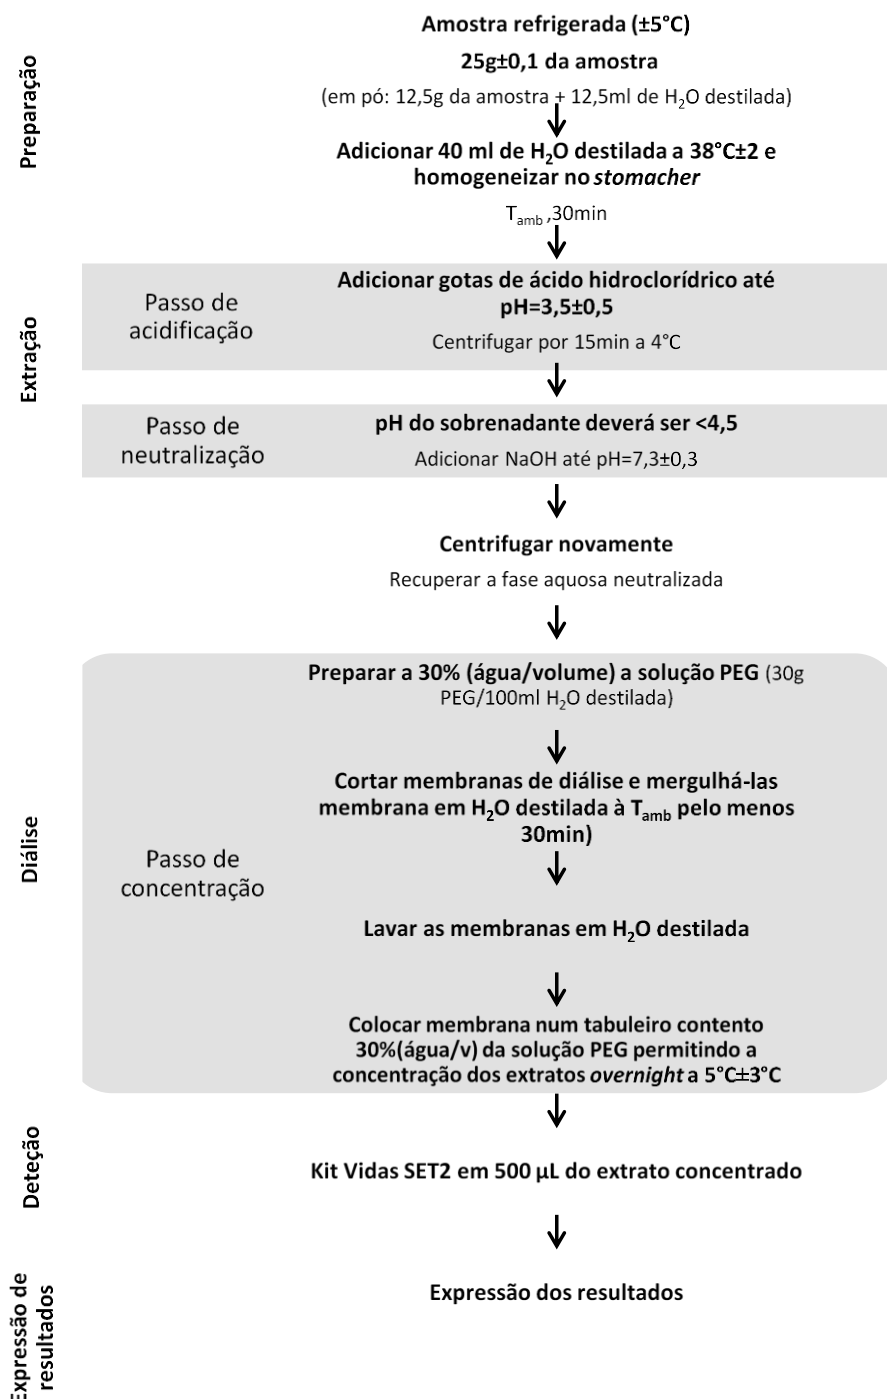 Preparação
Amostra refrigerada (±5°C)
25g±0,1 da amostra
(em pó: 12,5g da amostra + 12,5ml de H₂O destilada)
Adicionar 40 ml de H₂O destilada a 38°C±2 e
homogeneizar no stomacher
Tamb ,30min
Extração
Passo de
acidificação
Adicionar gotas de ácido hidroclorídrico até
pH=3,5±0,5
Centrifugar por 15min a 4°C
Passo de
neutralização
pH do sobrenadante deverá ser <4,5
Adicionar NaOH até pH=7,3±0,3
Centrifugar novamente
Recuperar a fase aquosa neutralizada
Diálise
Passo de
concentração
Preparar a 30% (água/volume) a solução PEG (30g
PEG/100ml H₂O destilada)
Cortar membranas de diálise e mergulhá-las
membrana em H₂O destilada à Tamb pelo menos
30min)
Lavar as membranas em H₂O destilada
Colocar membrana num tabuleiro contento
30%(água/v) da solução PEG permitindo a
concentração dos extratos overnight a 5°C±3°C
Deteção
Kit Vidas SET2 em 500 µL do extrato concentrado
Expressão de
resultados
Expressão dos resultados